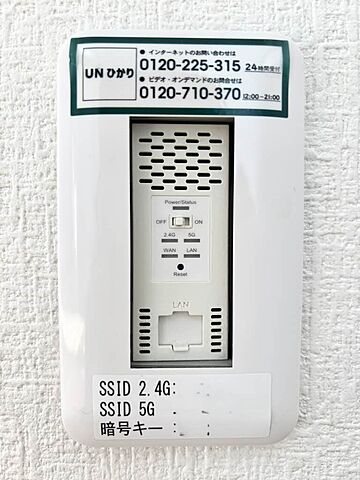 UNひかり
● インターネットのお問い合わせは
0120-225-315 24時間受付
● ビデオ・オンデマンドのお問合せは
0120-710-370 12:00~21:00
Power/Status
OFF ON
2.4G 5G
WAN LAN
Reset
LAN
SSID 2.4G:
SSID 5G
暗号キー